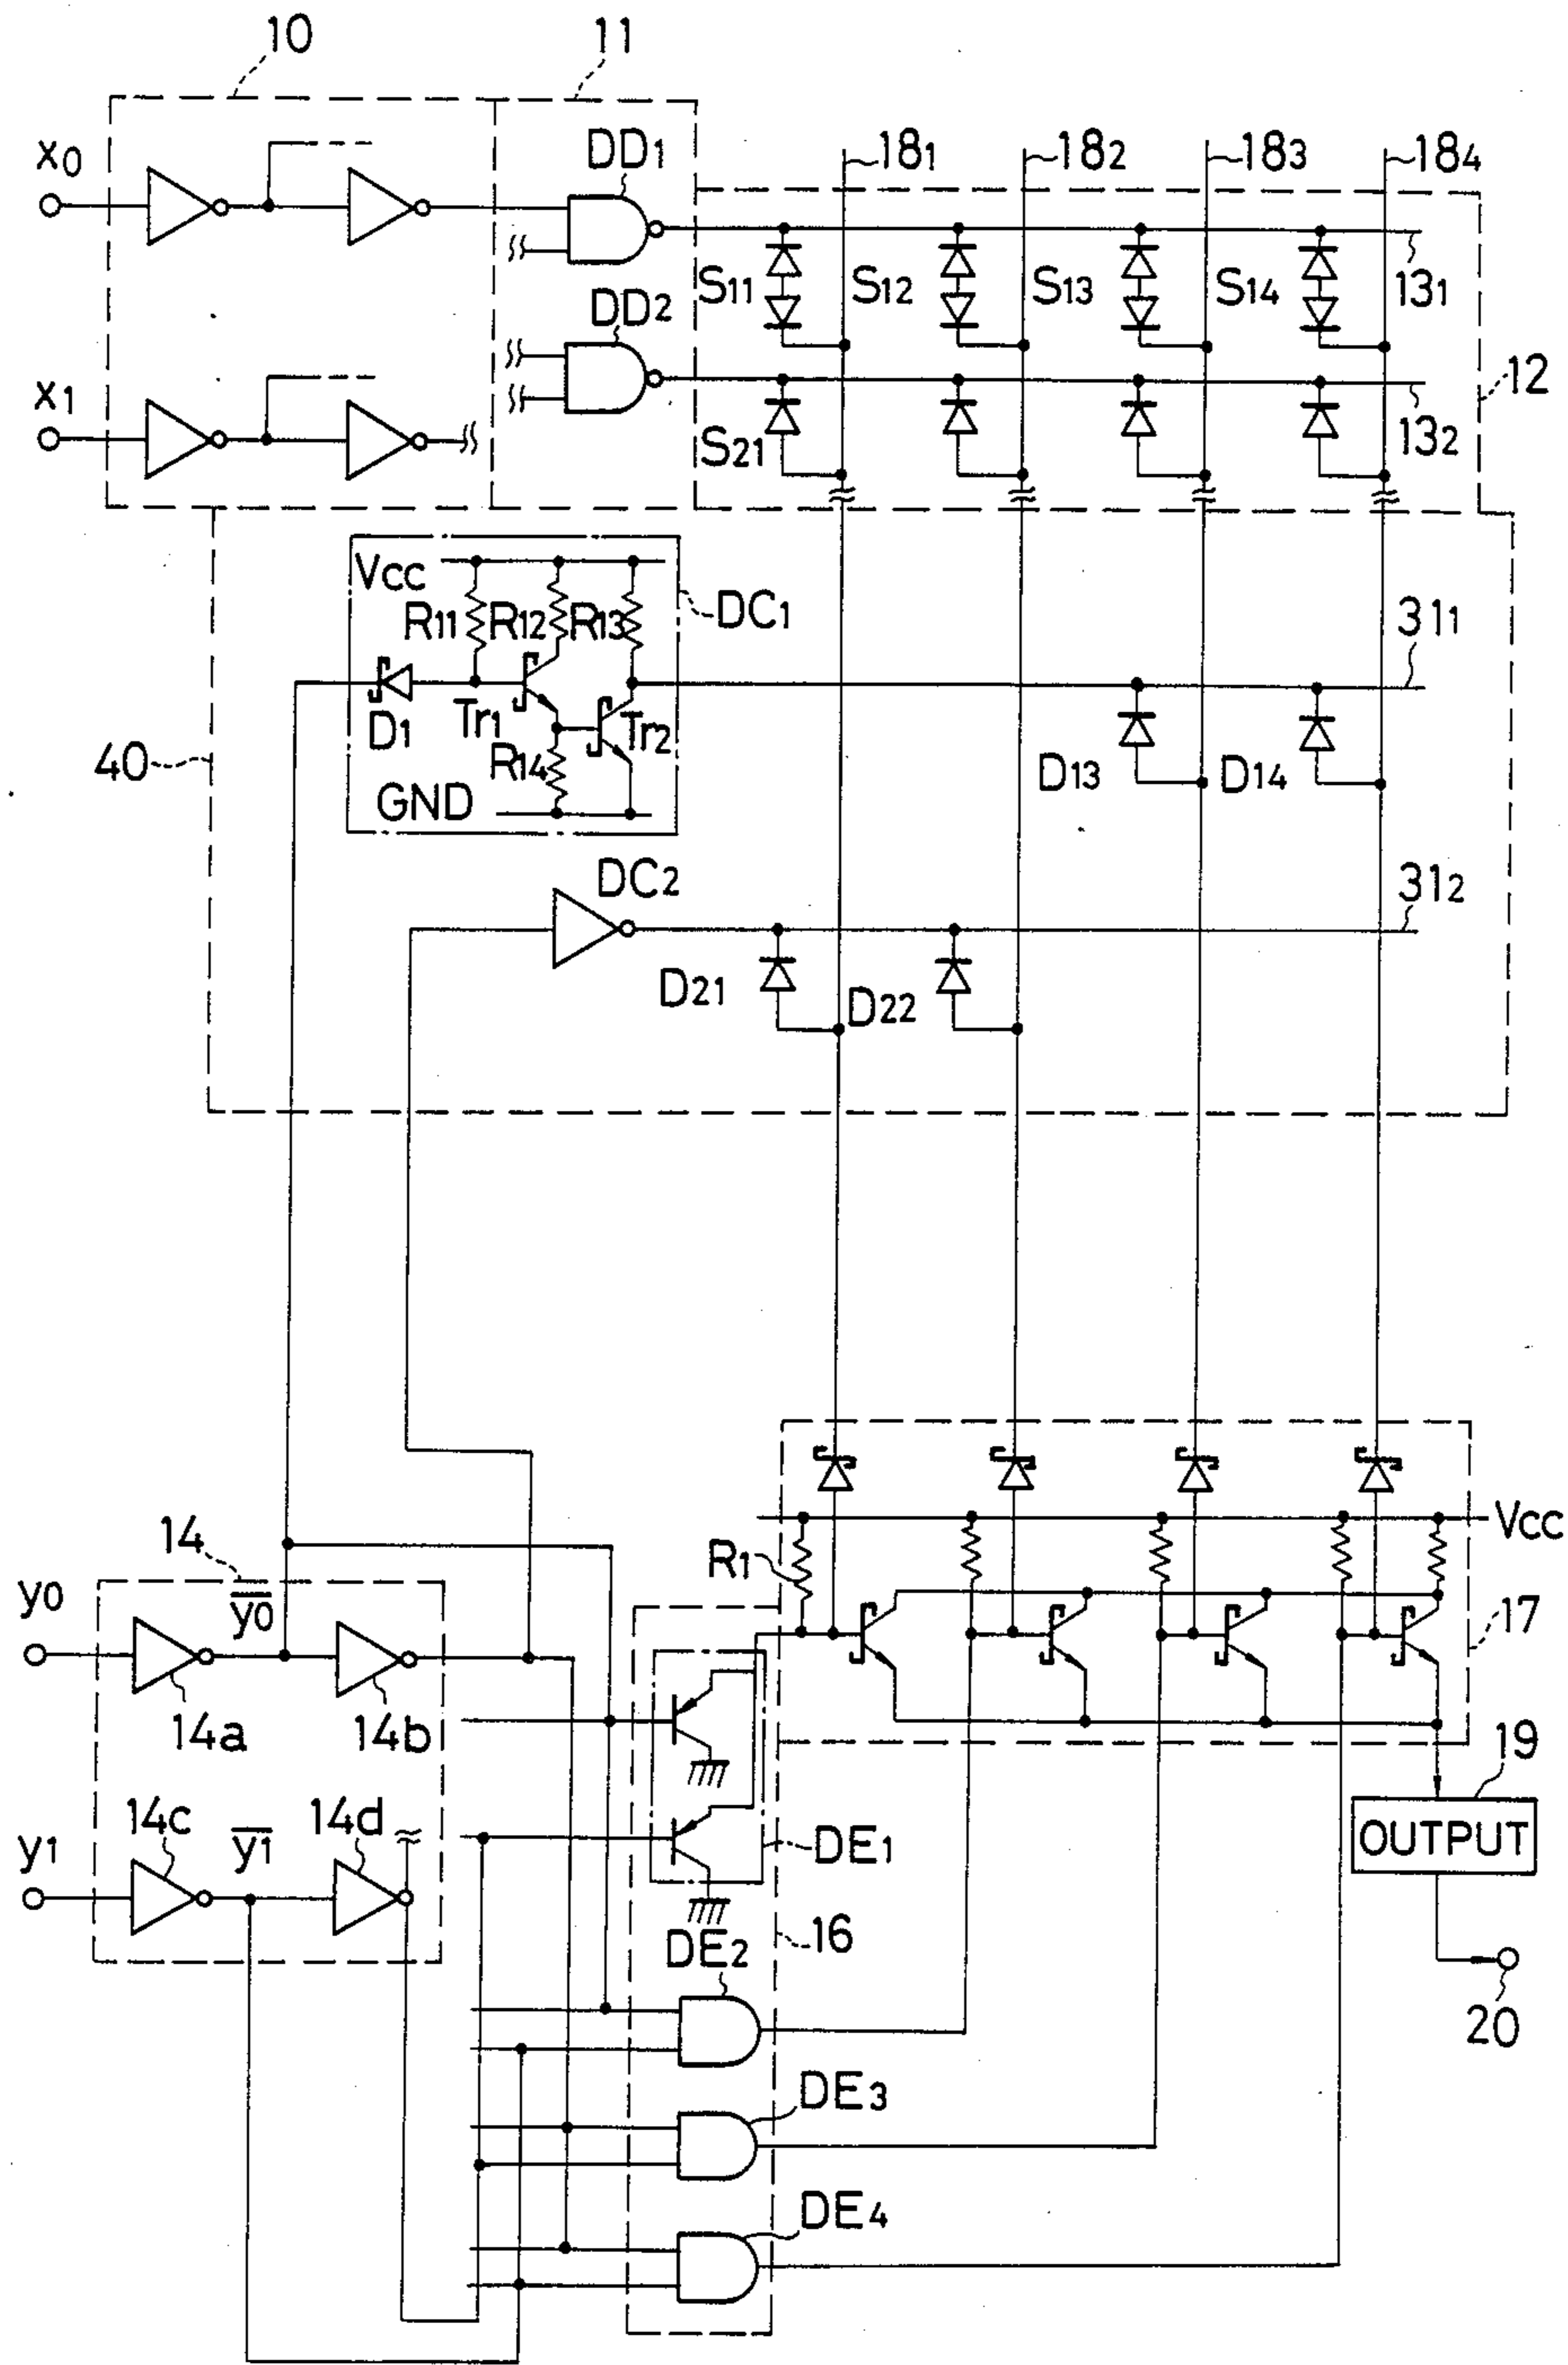 10
11
x0
DD1
181
182
183
184
S11
S12
S13
S14
131
DD2
x1
12
S21
132
Vcc
R11
R12
R13
DC1
311
D1
Tr1
Tr2
R14
40
D13
D14
GND
DC2
312
D21
D22
14
R1
Vcc
y0
y0
17
14a
14b
19
14c
14d
y1
y1
DE1
OUTPUT
16
DE2
20
DE3
DE4